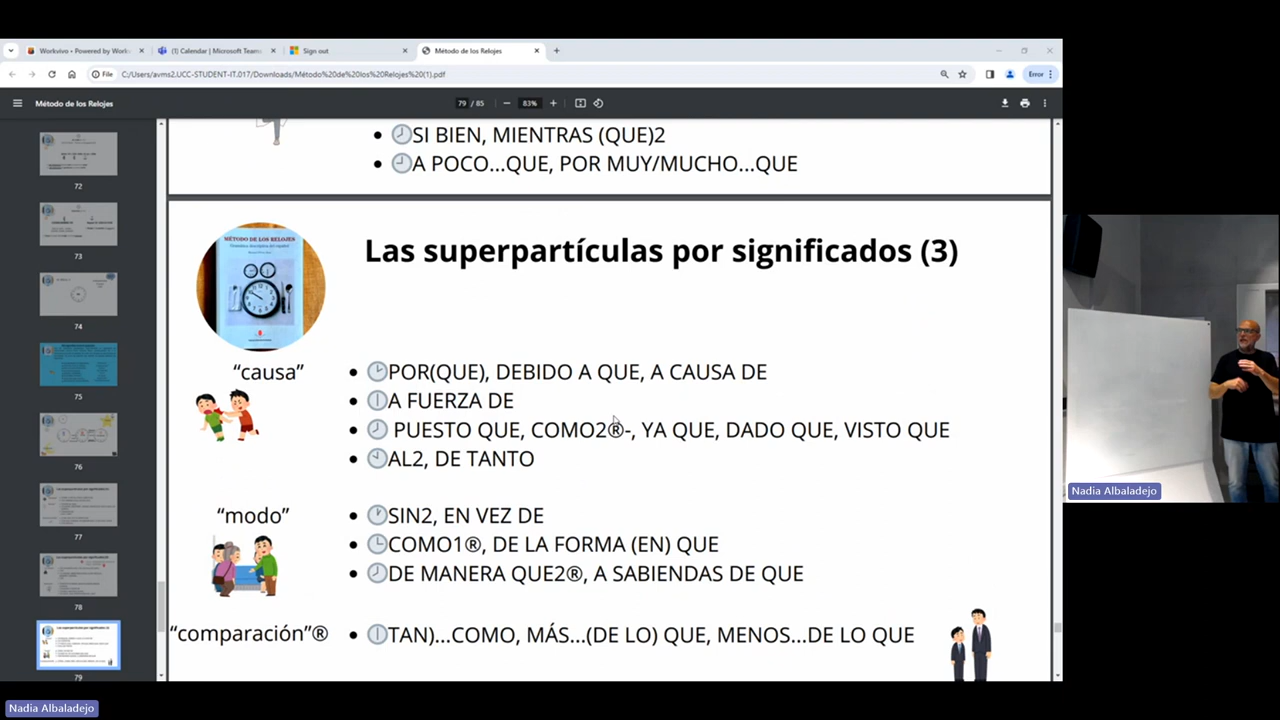 Workvivo • Powered by Work
(1) Calendar | Microsoft Teams
Sign out
Método de los Relojes
File
C:/Users/avms2.UCC-STUDENT-IT.017/Downloads/Método%20de%20los%20Relojes%20(1).pdf
Error
Método de los Relojes
79 / 85
83%
72
73
74
75
76
77
78
79
SI BIEN, MIENTRAS (QUE)2
A POCO...QUE, POR MUY/MUCHO...QUE
MÉTODO DE LOS RELOJES
Las superpartículas por significados (3)
“causa”
POR(QUE), DEBIDO A QUE, A CAUSA DE
A FUERZA DE
PUESTO QUE, COMO2®-, YA QUE, DADO QUE, VISTO QUE
AL2, DE TANTO
“modo”
SIN2, EN VEZ DE
COMO1®, DE LA FORMA (EN) QUE
DE MANERA QUE2®, A SABIENDAS DE QUE
“comparación”®
TAN)...COMO, MÁS...(DE LO) QUE, MENOS...DE LO QUE
Nadia Albaladejo
Nadia Albaladejo